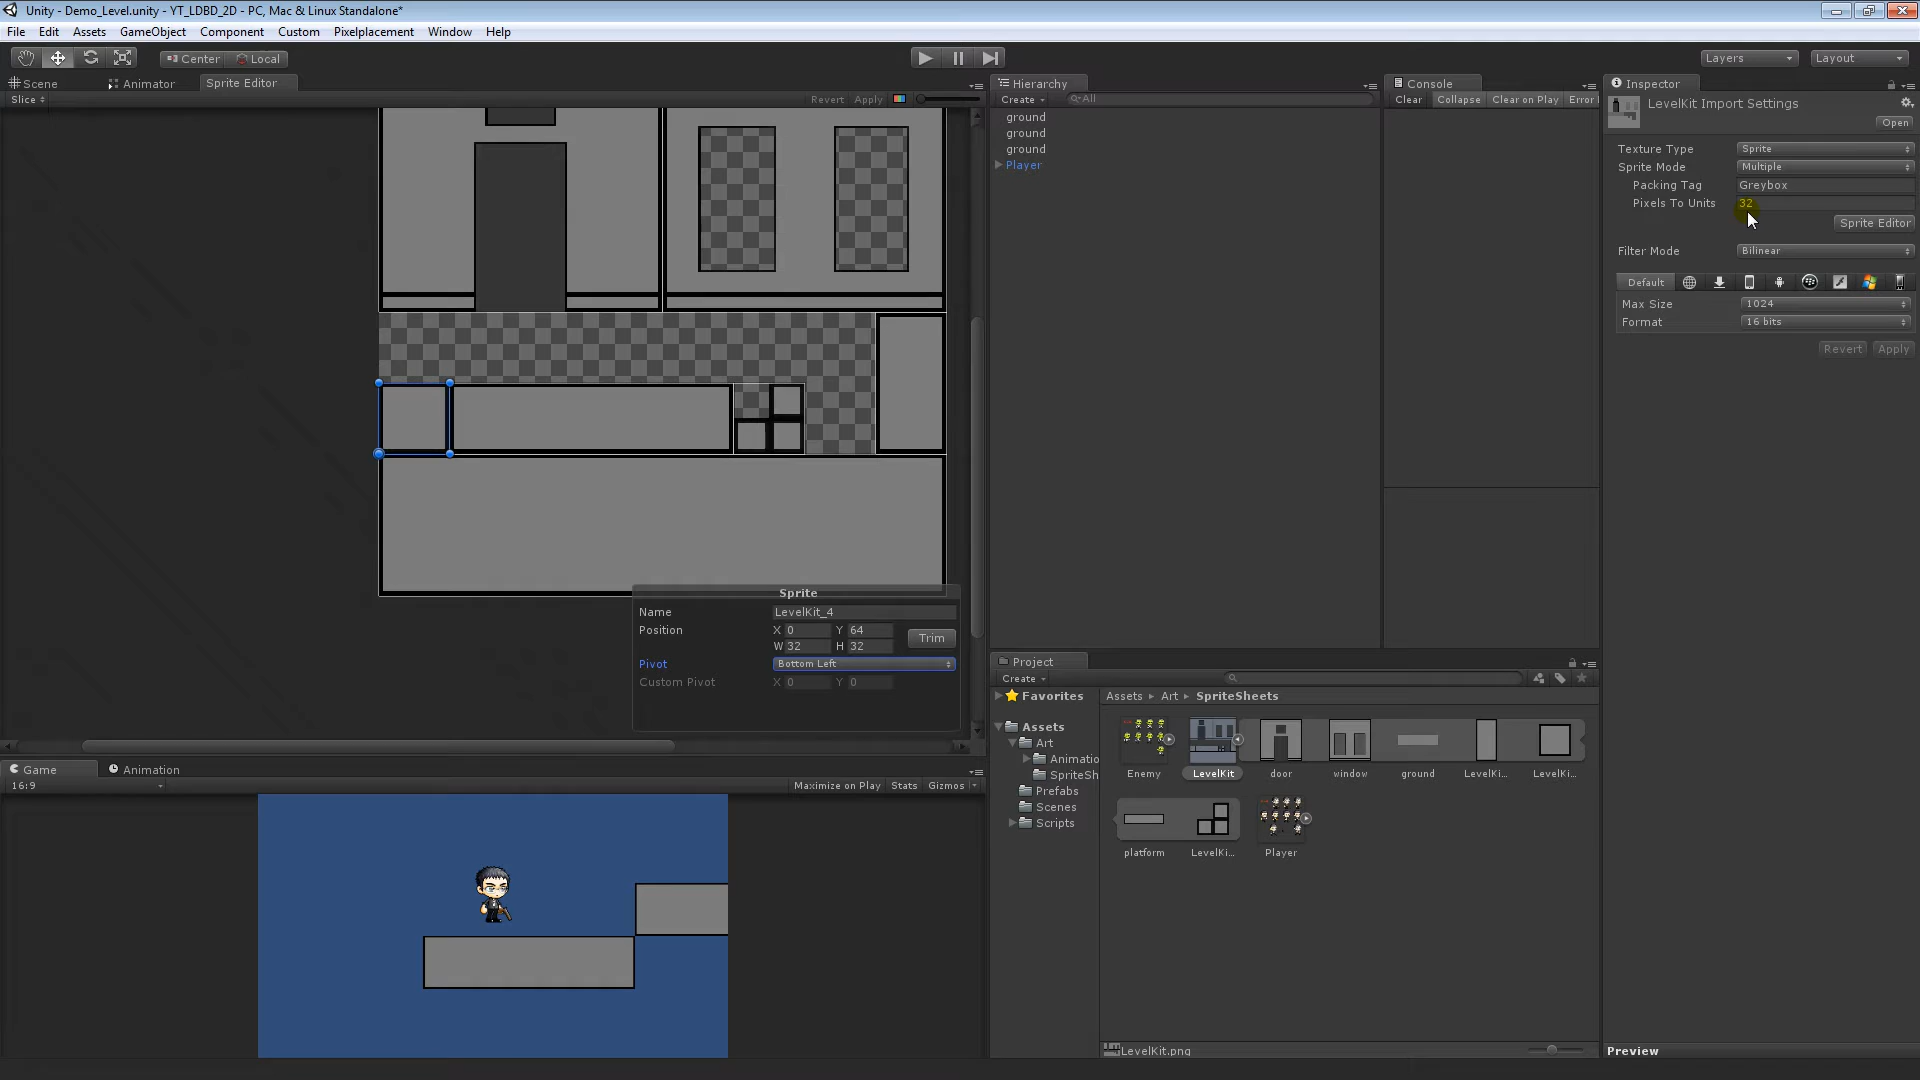 Unity - Demo_Level.unity - YT_LDBD_2D - PC, Mac & Linux Standalone*
File Edit Assets GameObject Component Custom Pixelplacement Window Help
Center Local Layers Layout
Scene Animator Sprite Editor
Slice Revert Apply
Name LevelKit_4
Sprite
Position X 0 Y 64
W 32 H 32
Trim
Pivot Bottom Left
Custom Pivot X 0 Y 0
Game Animation
16:9 Maximize on Play Stats Gizmos
Hierarchy
Create All
ground
ground
ground
Player
Console
Clear Collapse Clear on Play Error
Project
Create
Favorites
Assets
Art
Animatio
SpriteSh
Prefabs
Scenes
Scripts
Assets Art SpriteSheets
Enemy LevelKit door window ground LevelKi... LevelKi...
platform LevelKi... Player
LevelKit.png
Inspector
LevelKit Import Settings
Open
Texture Type Sprite
Sprite Mode Multiple
Packing Tag Greybox
Pixels To Units 32
Sprite Editor
Filter Mode Bilinear
Default
Max Size 1024
Format 16 bits
Revert Apply
Preview